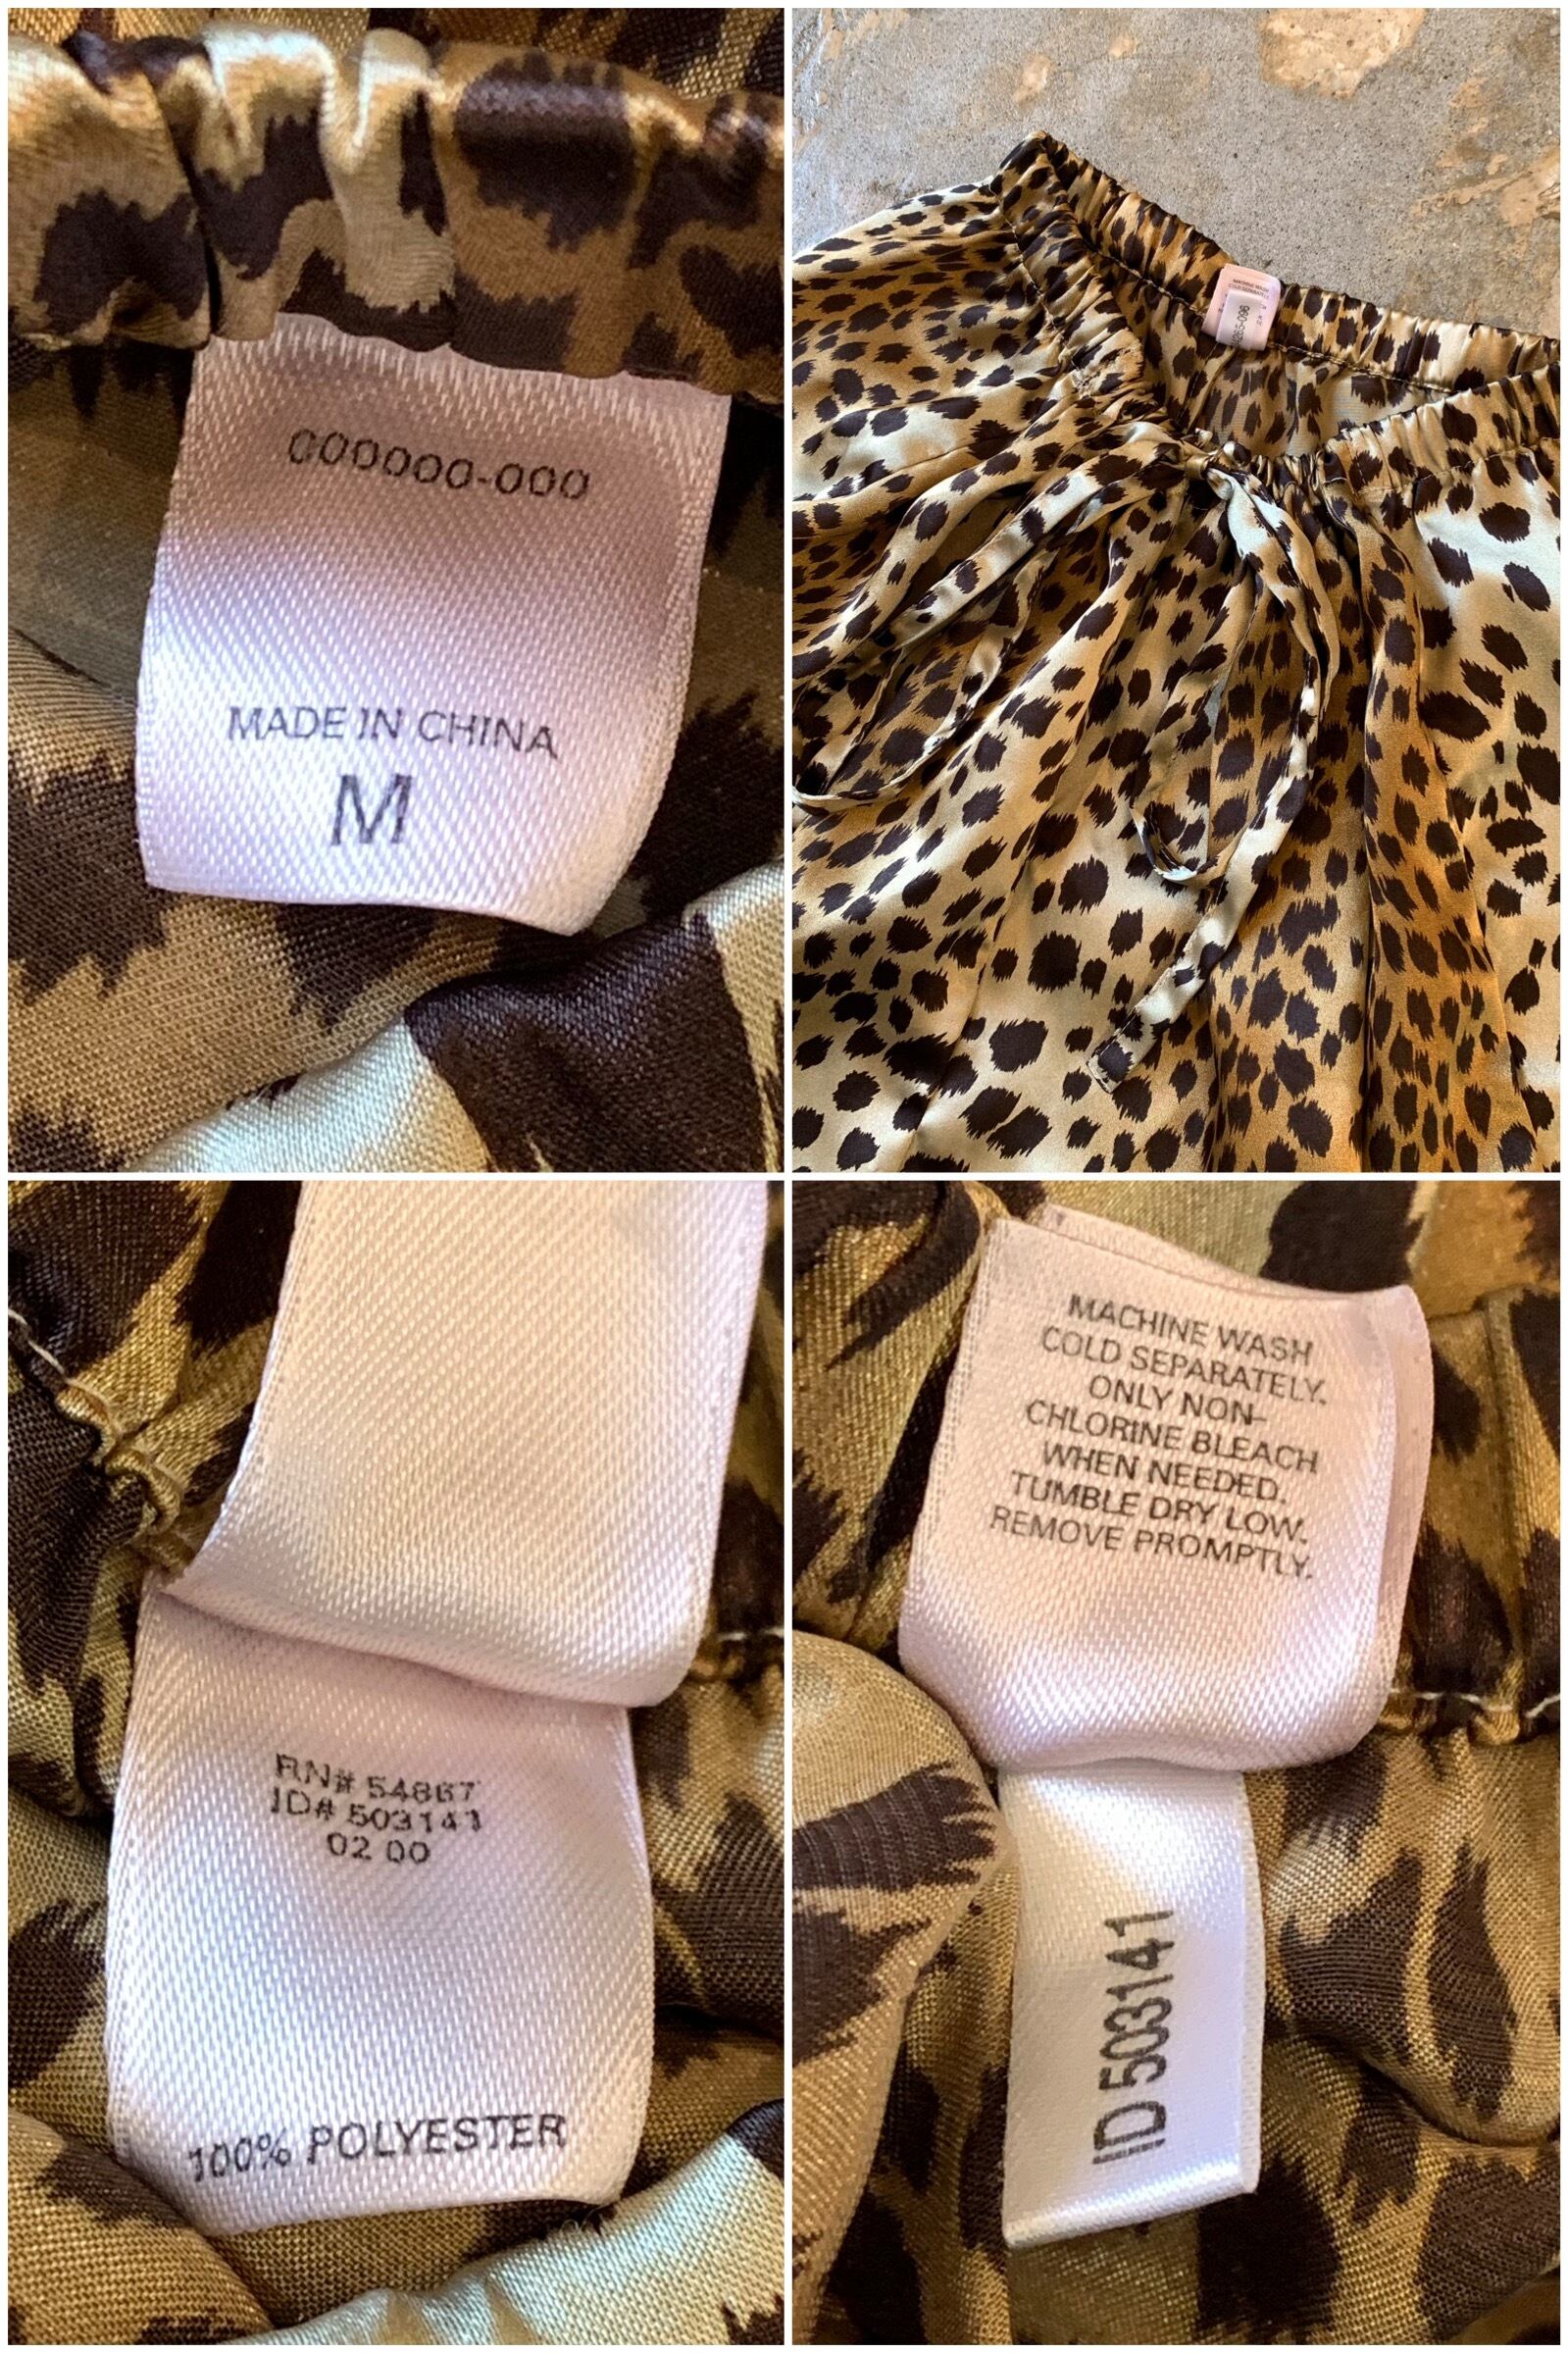 000000-000
MADE IN CHINA
M
RN# 54867
ID# 503141
02 00
100% POLYESTER
MACHINE WASH
COLD SEPARATELY.
ONLY NON-
CHLORINE BLEACH
WHEN NEEDED.
TUMBLE DRY LOW.
REMOVE PROMPTLY.
ID 503141